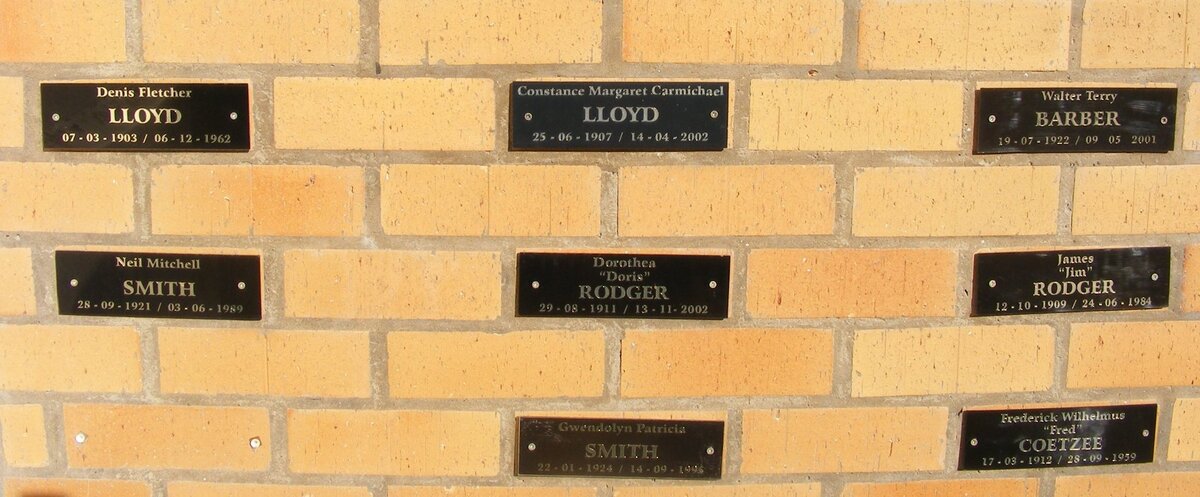 Denis Fletcher
LLOYD
07 - 03 - 1903 / 06 - 12 - 1962
Constance Margaret Carmichael
LLOYD
25 - 06 - 1907 / 14 - 04 - 2002
Walter Terry
BARBER
19 - 07 - 1922 / 09 05 2001
Neil Mitchell
SMITH
28 - 09 - 1921 / 03 - 06 - 1989
Dorothea
"Doris"
RODGER
29 - 08 - 1911 / 13 - 11 - 2002
James
"Jim"
RODGER
12 - 10 - 1909 / 24 - 06 - 1984
Gwendolyn Patricia
SMITH
22 - 01 - 1924 / 14 - 09 -
Frederick Wilhelmus
"Fred"
COETZEE
17 - 03 - 1912 / 28 - 09 - 1959